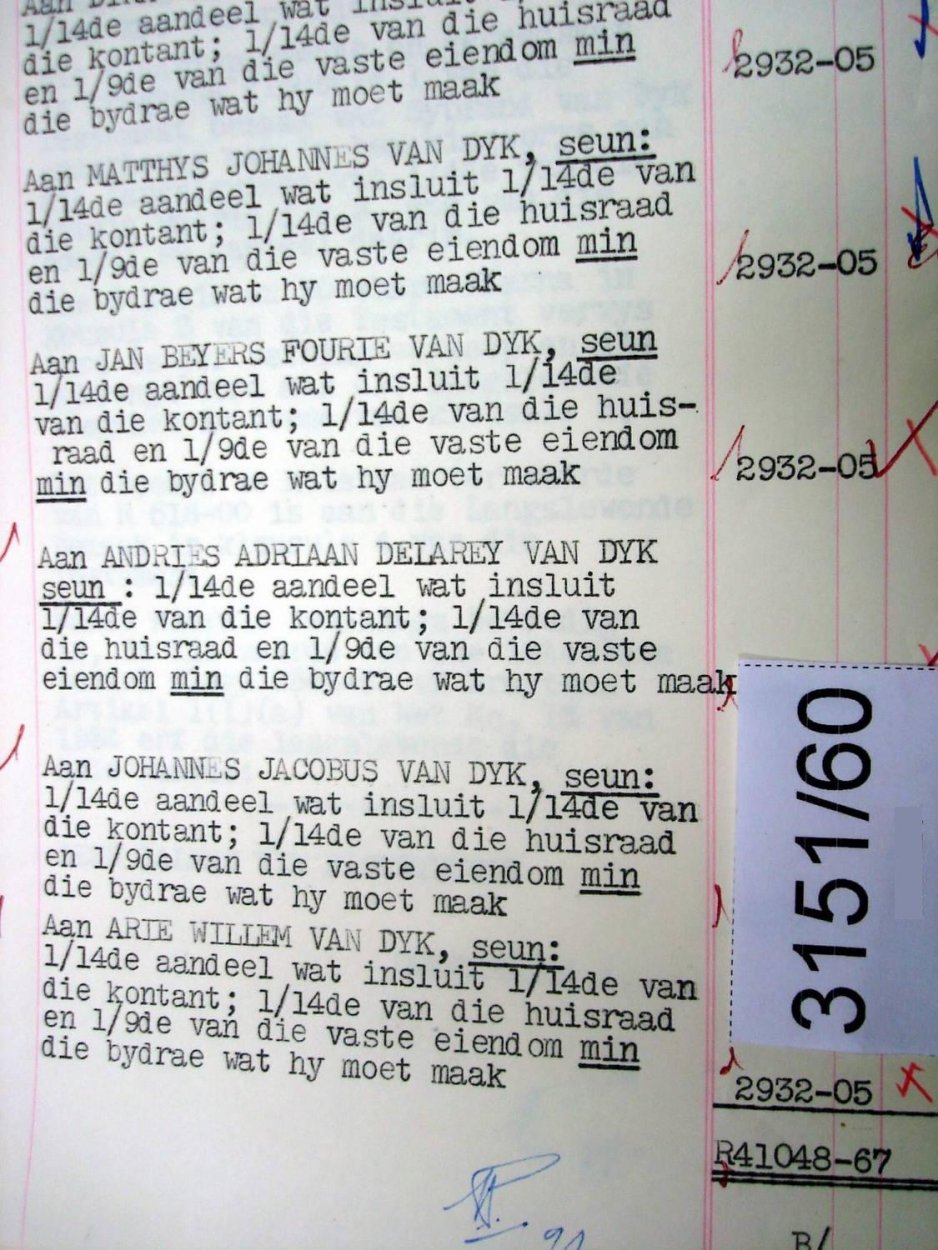 Aan
1/14de aandeel wat insluit
die kontant; 1/14de van die huisraad
en 1/9de van die vaste eiendom min
die bydrae wat hy moet maak 2932-05
Aan MATTHYS JOHANNES VAN DYK, seun:
1/14de aandeel wat insluit 1/14de van
die kontant; 1/14de van die huisraad
en 1/9de van die vaste eiendom min
die bydrae wat hy moet maak 2932-05
Aan JAN BEYERS FOURIE VAN DYK, seun
1/14de aandeel wat insluit 1/14de
van die kontant; 1/14de van die huis-
raad en 1/9de van die vaste eiendom
min die bydrae wat hy moet maak 2932-05
Aan ANDRIES ADRIAAN DELAREY VAN DYK
seun : 1/14de aandeel wat insluit
1/14de van die kontant; 1/14de van
die huisraad en 1/9de van die vaste
eiendom min die bydrae wat hy moet maak
Aan JOHANNES JACOBUS VAN DYK, seun:
1/14de aandeel wat insluit 1/14de van
die kontant; 1/14de van die huisraad
en 1/9de van die vaste eiendom min
die bydrae wat hy moet maak
Aan ARIE WILLEM VAN DYK, seun:
1/14de aandeel wat insluit 1/14de van
die kontant; 1/14de van die huisraad
en 1/9de van die vaste eiendom min
die bydrae wat hy moet maak 2932-05
R41048-67
B/
3151/60